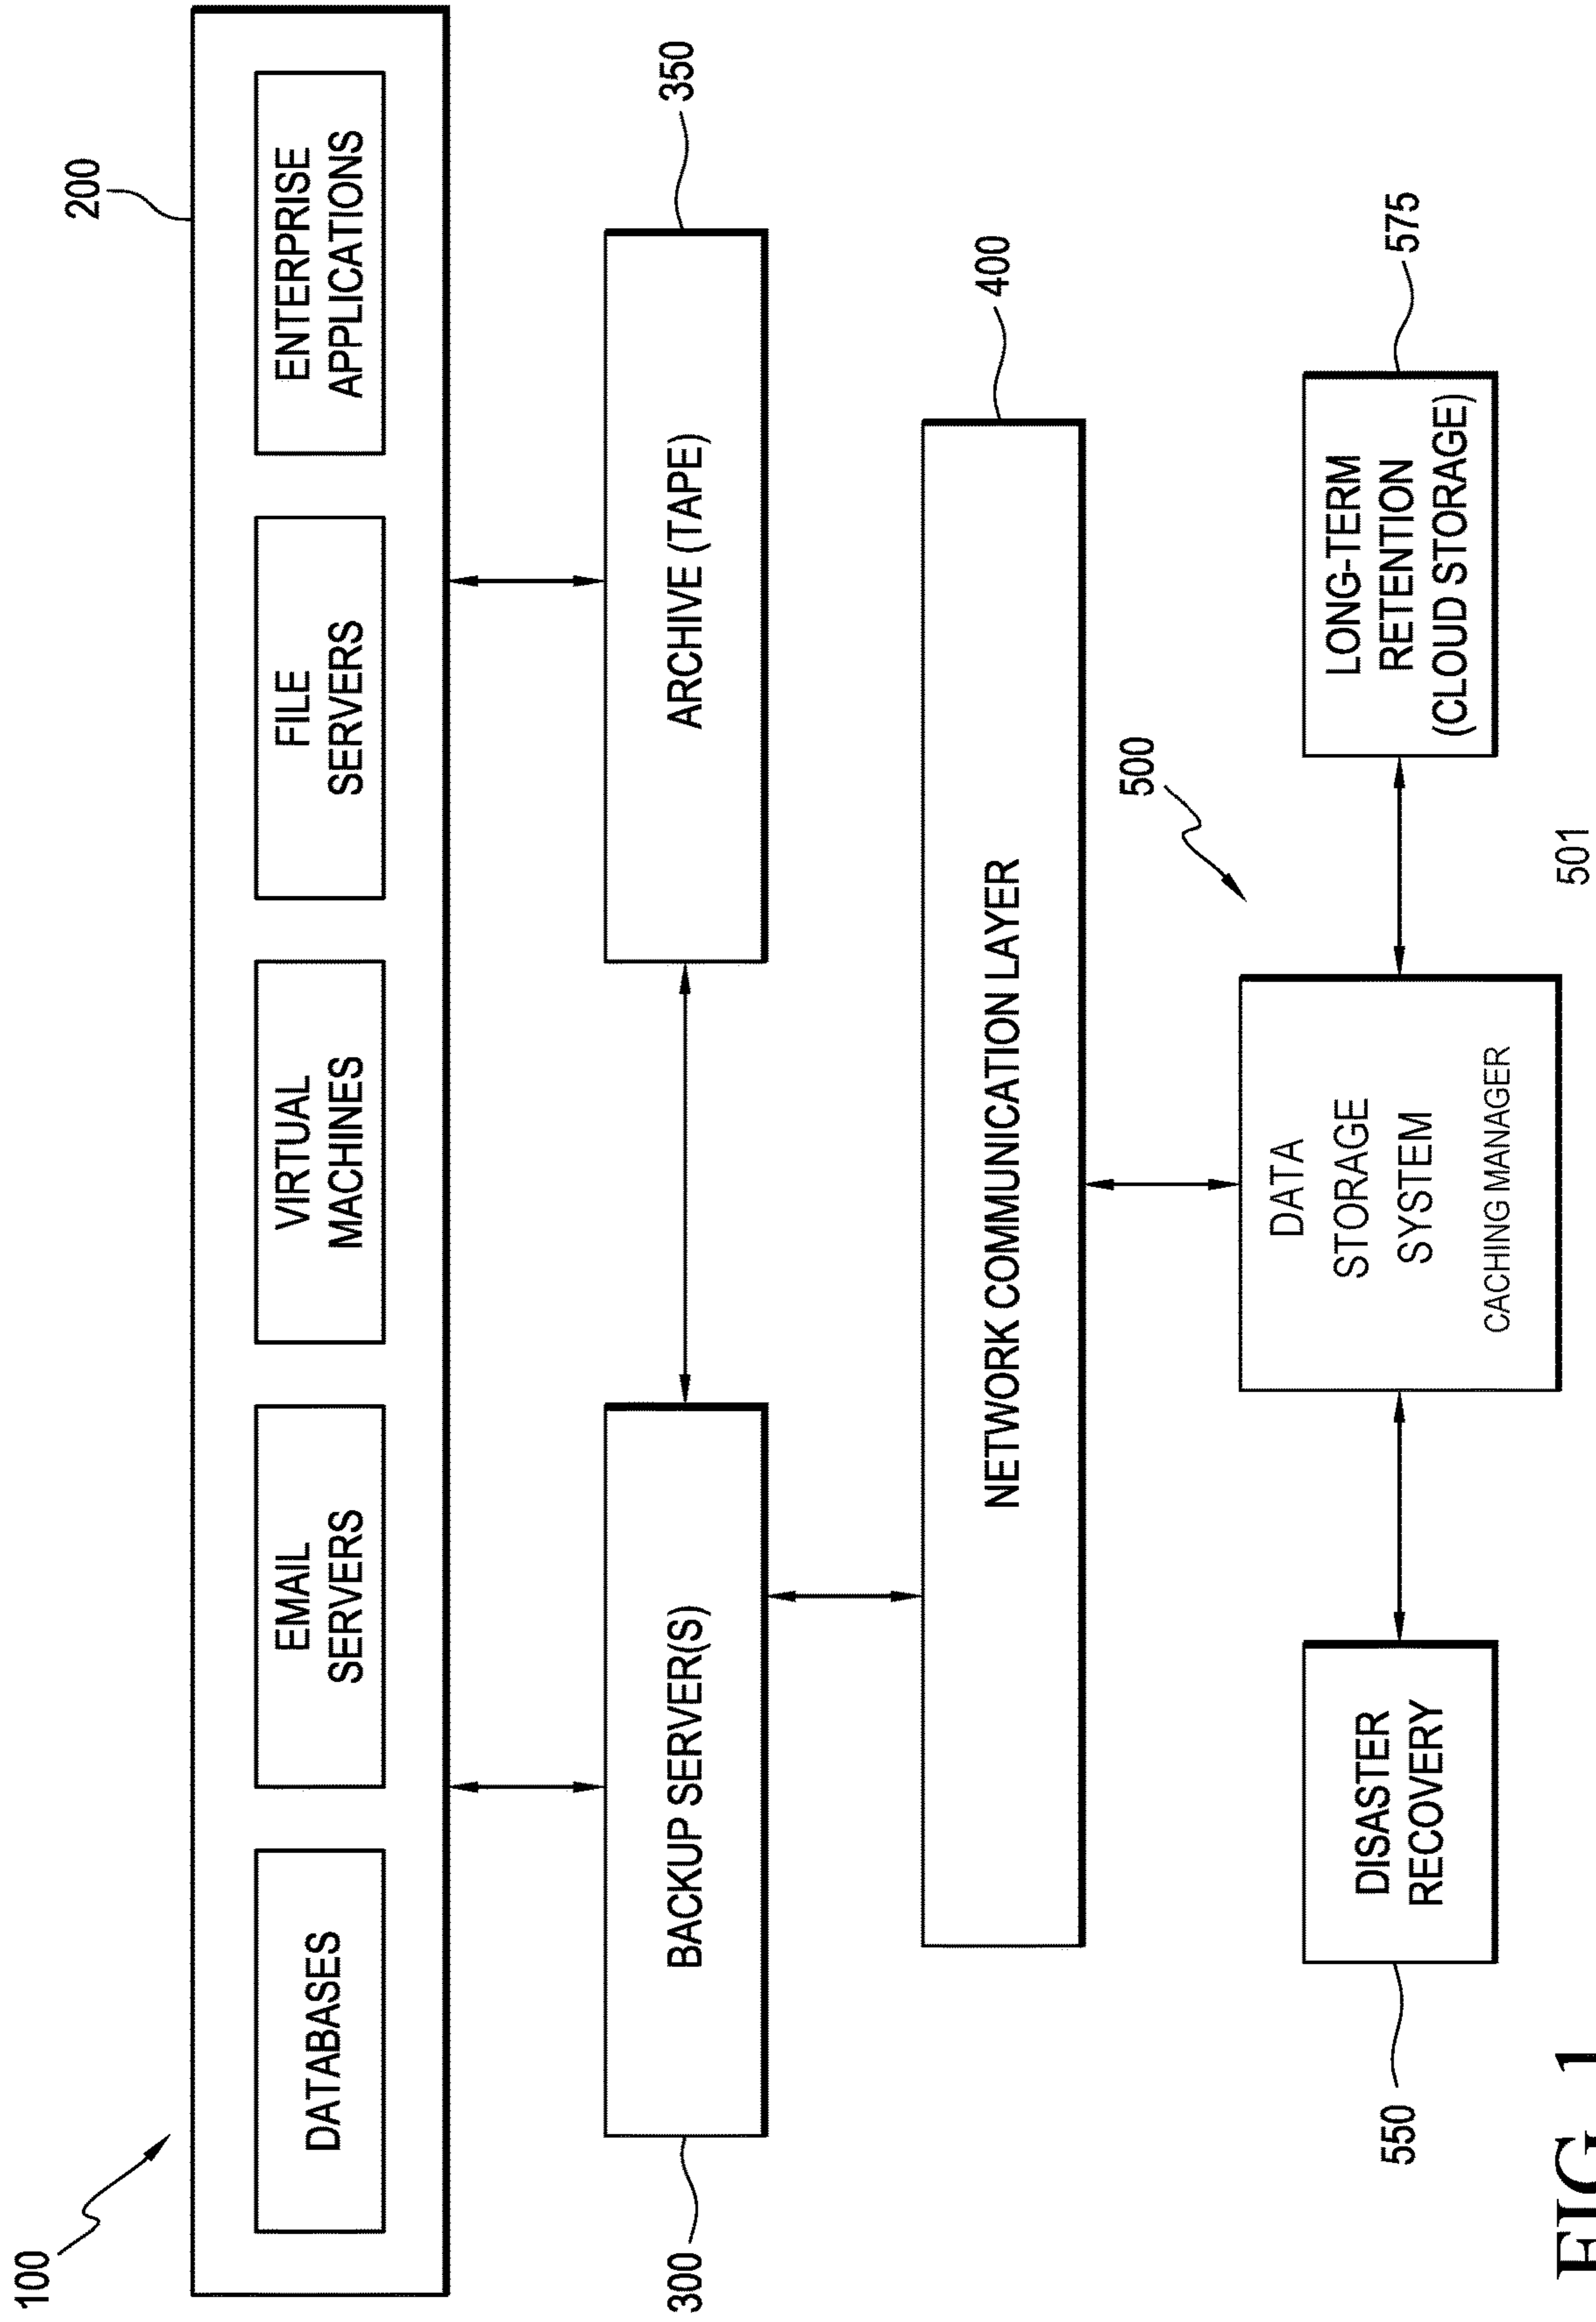 100
200
DATABASES
EMAIL
SERVERS
VIRTUAL
MACHINES
FILE
SERVERS
ENTERPRISE
APPLICATIONS
300
BACKUP SERVER(S)
ARCHIVE (TAPE)
350
NETWORK COMMUNICATION LAYER
400
500
550
DISASTER
RECOVERY
DATA
STORAGE
SYSTEM
CACHING MANAGER
LONG-TERM
RETENTION
(CLOUD STORAGE)
575
501
FIG. 1